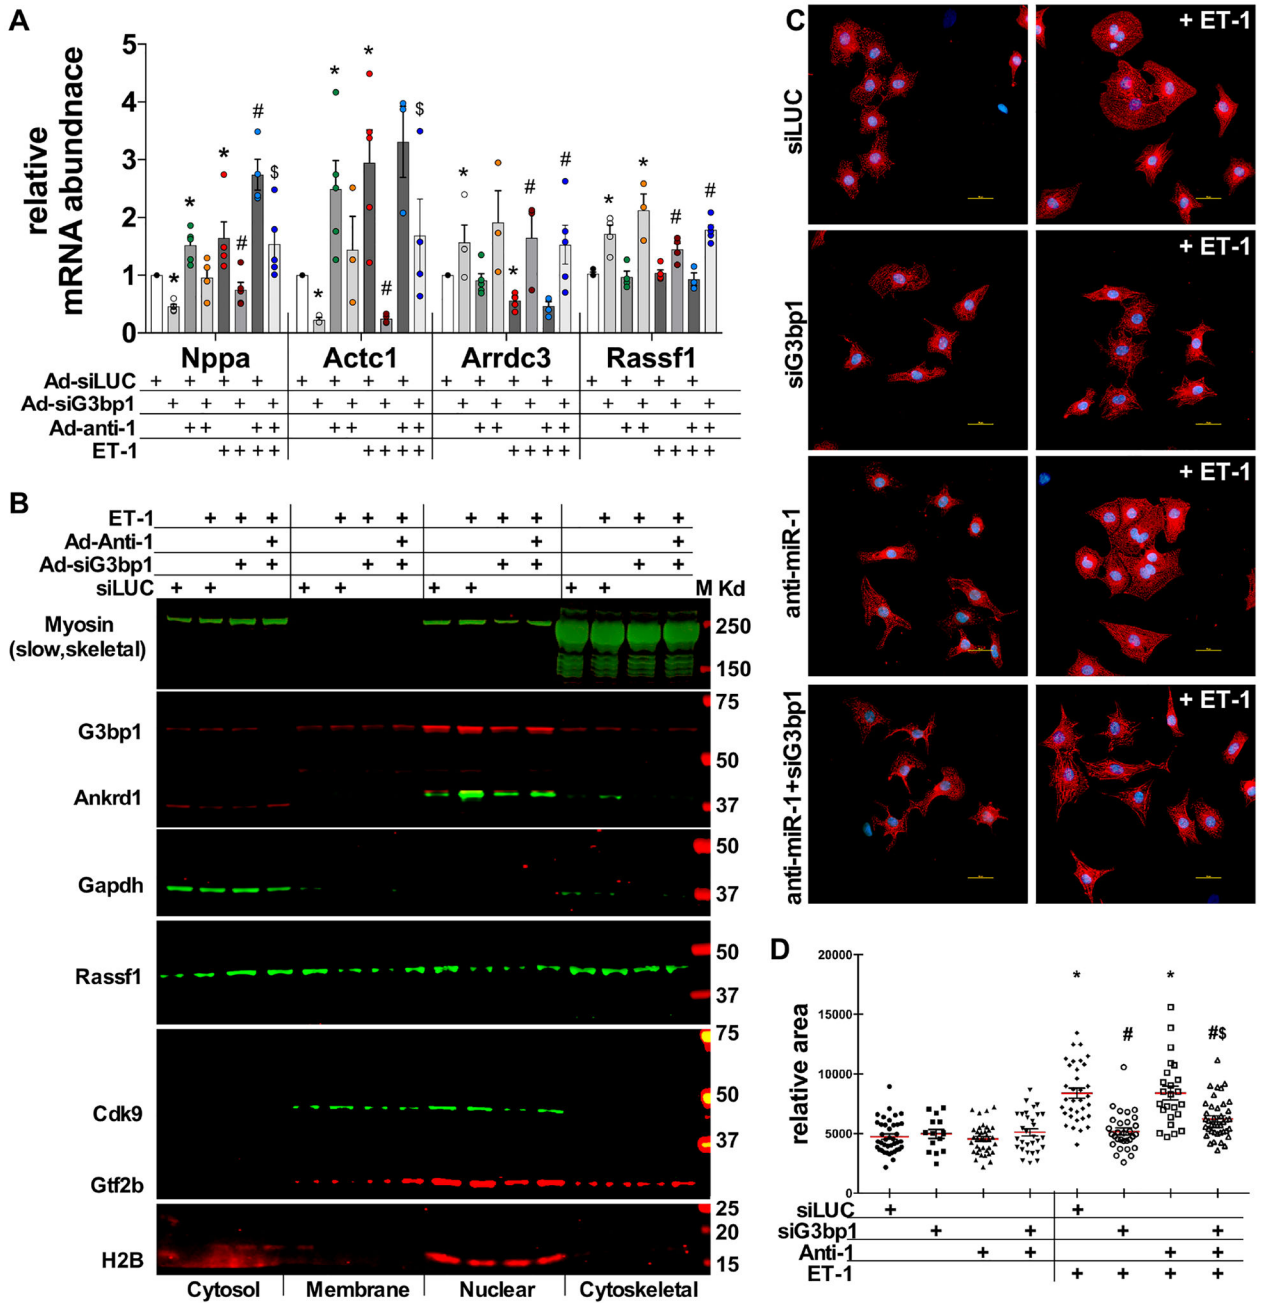 A
relative
mRNA abundnace
5
4
3
2
1
0
* * * # # $
* * * # $
* * # #
* * # #
Nppa Actc1 Arrdc3 Rassf1
Ad-siLUC + + + + + + + + + + + + + + + +
Ad-siG3bp1 + + + + + + + + + + + + + + + +
Ad-anti-1 ++ ++ ++ ++ ++ ++ ++ ++
ET-1 ++++ ++++ ++++ ++++
B
ET-1 + + + + + + + + + + + +
Ad-Anti-1 + + + +
Ad-siG3bp1 + + + + + + + +
siLUC + + + + + + + + M Kd
Myosin
(slow,skeletal)
250
150
75
G3bp1
50
Ankrd1
37
50
Gapdh
37
50
Rassf1
37
75
50
Cdk9
37
Gtf2b
25
20
H2B
15
Cytosol Membrane Nuclear Cytoskeletal
C
siLUC
+ ET-1
siG3bp1
+ ET-1
anti-miR-1
+ ET-1
anti-miR-1+siG3bp1
+ ET-1
D
relative area
20000
15000
10000
5000
0
* # * #$
siLUC + +
siG3bp1 + + + +
Anti-1 + + + +
ET-1 + + + +